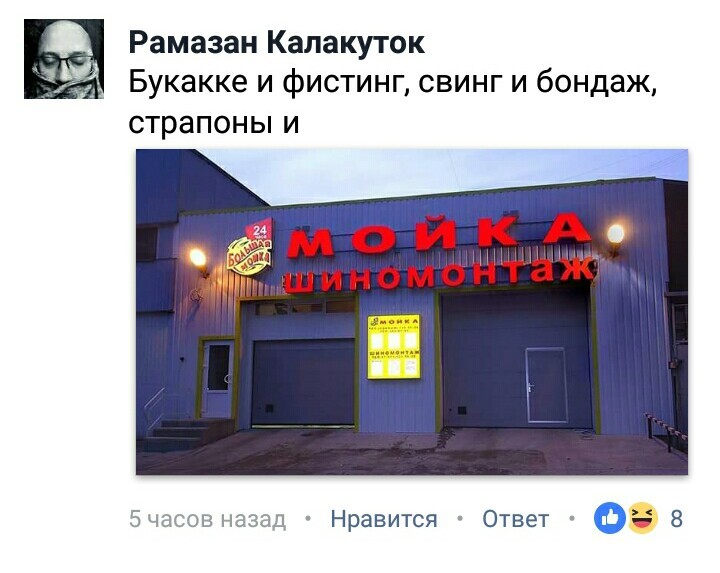 Рамазан Калакуток
Букакке и фистинг, свинг и бондаж,
страпоны и
24
часа
БОЛЬШАЯ
МОЙКА
МОЙКА
ШИНОМОНТАЖ
МОЙКА
ШИНОМОНТАЖ
5 часов назад • Нравится • Ответ • 8